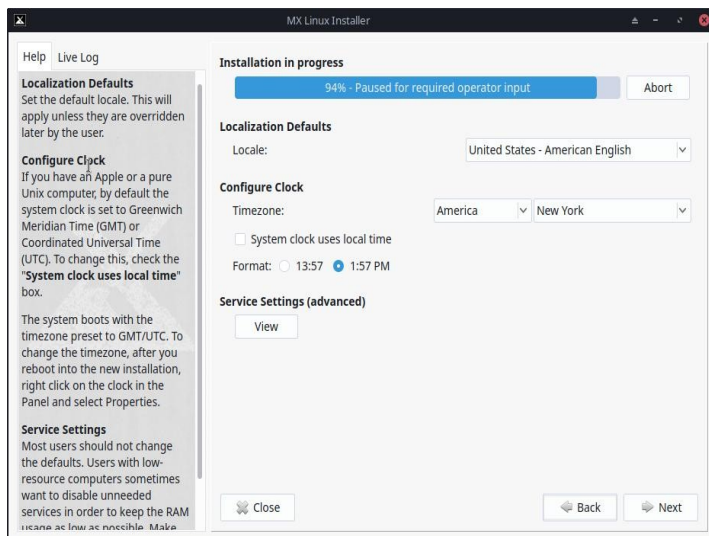 MX Linux Installer
Help
Live Log
Localization Defaults
Set the default locale. This will
apply unless they are overridden
later by the user.
Configure Clock
If you have an Apple or a pure
Unix computer, by default the
system clock is set to Greenwich
Meridian Time (GMT) or
Coordinated Universal Time
(UTC). To change this, check the
"System clock uses local time"
box.
The system boots with the
timezone preset to GMT/UTC. To
change the timezone, after you
reboot into the new installation,
right click on the clock in the
Panel and select Properties.
Service Settings
Most users should not change
the defaults. Users with low-
resource computers sometimes
want to disable unneeded
services in order to keep the RAM
usage as low as possible. Make
Installation in progress
94% - Paused for required operator input
Abort
Localization Defaults
Locale:
United States - American English
Configure Clock
Timezone:
America
New York
System clock uses local time
Format:
13:57
1:57 PM
Service Settings (advanced)
View
Close
Back
Next